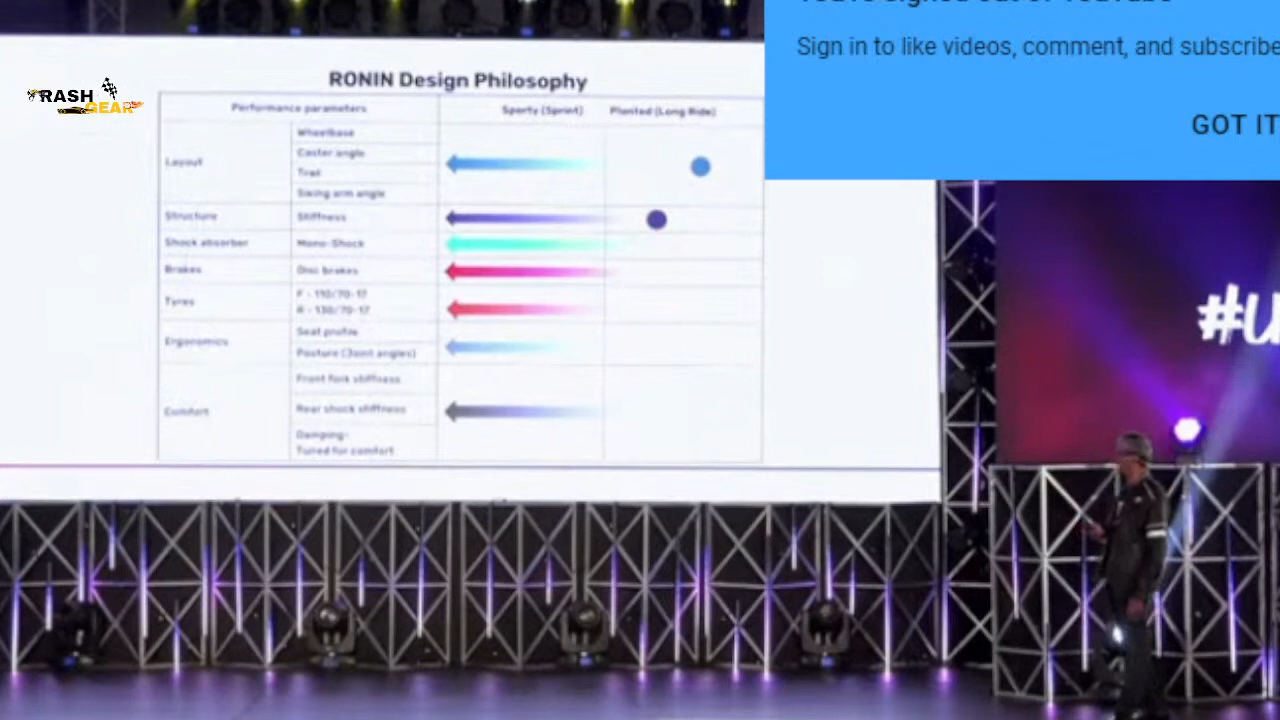 Sign in to like videos, comment, and subscribe
GOT IT
RASH
GEAR
RONIN Design Philosophy
Performance parameters
Sporty (Sprint)
Planted (Long Ride)
Layout
Wheelbase
Caster angle
Trail
Swing arm angle
Structure
Stiffness
Shock absorber
Mono-Shock
Brakes
Disc brakes
Tyres
F - 110/70-17
R - 130/70-17
Ergonomics
Seat profile
Posture (Joint angles)
Comfort
Front fork stiffness
Rear shock stiffness
Damping-
Tuned for comfort